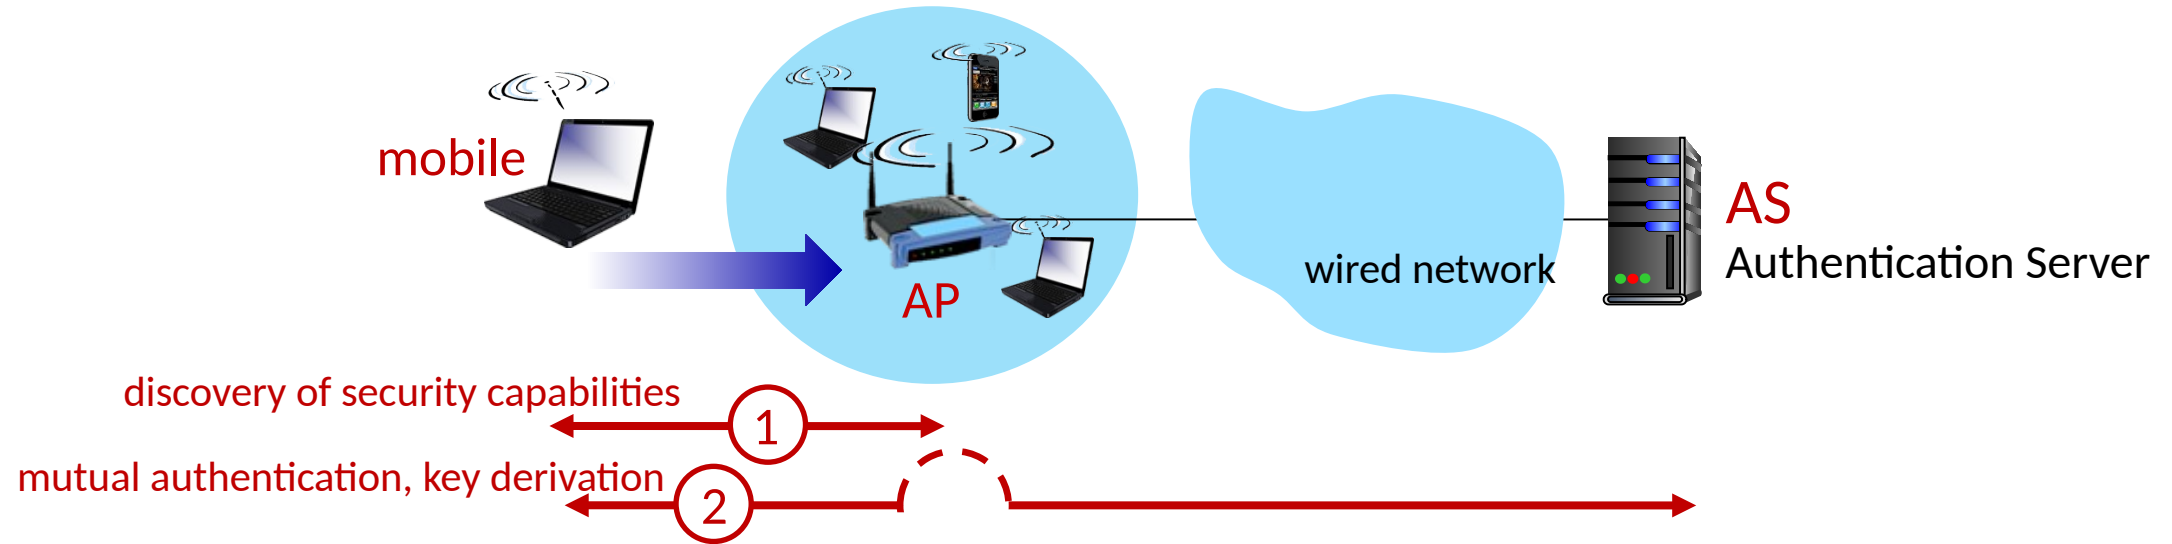 mobile
AP
wired network
AS
Authentication Server
discovery of security capabilities
1
mutual authentication, key derivation
2